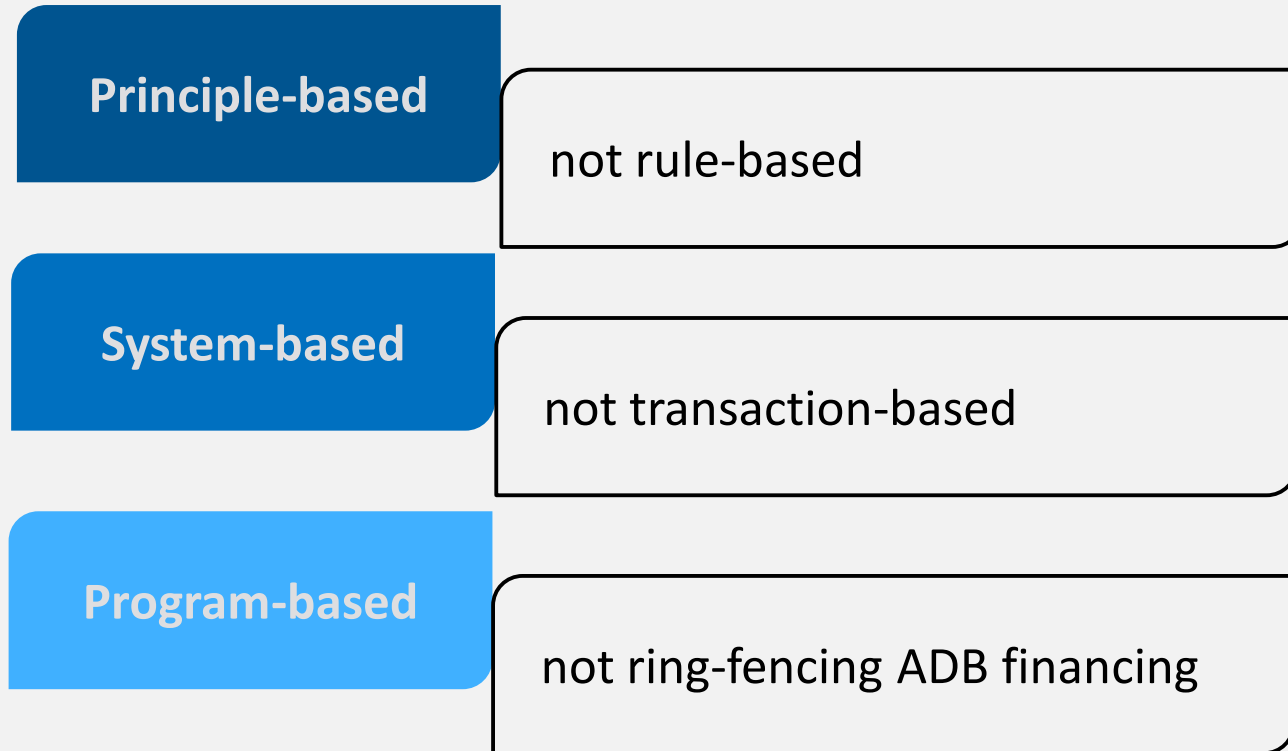 Principle-based
not rule-based
System-based
not transaction-based
Program-based
not ring-fencing ADB financing